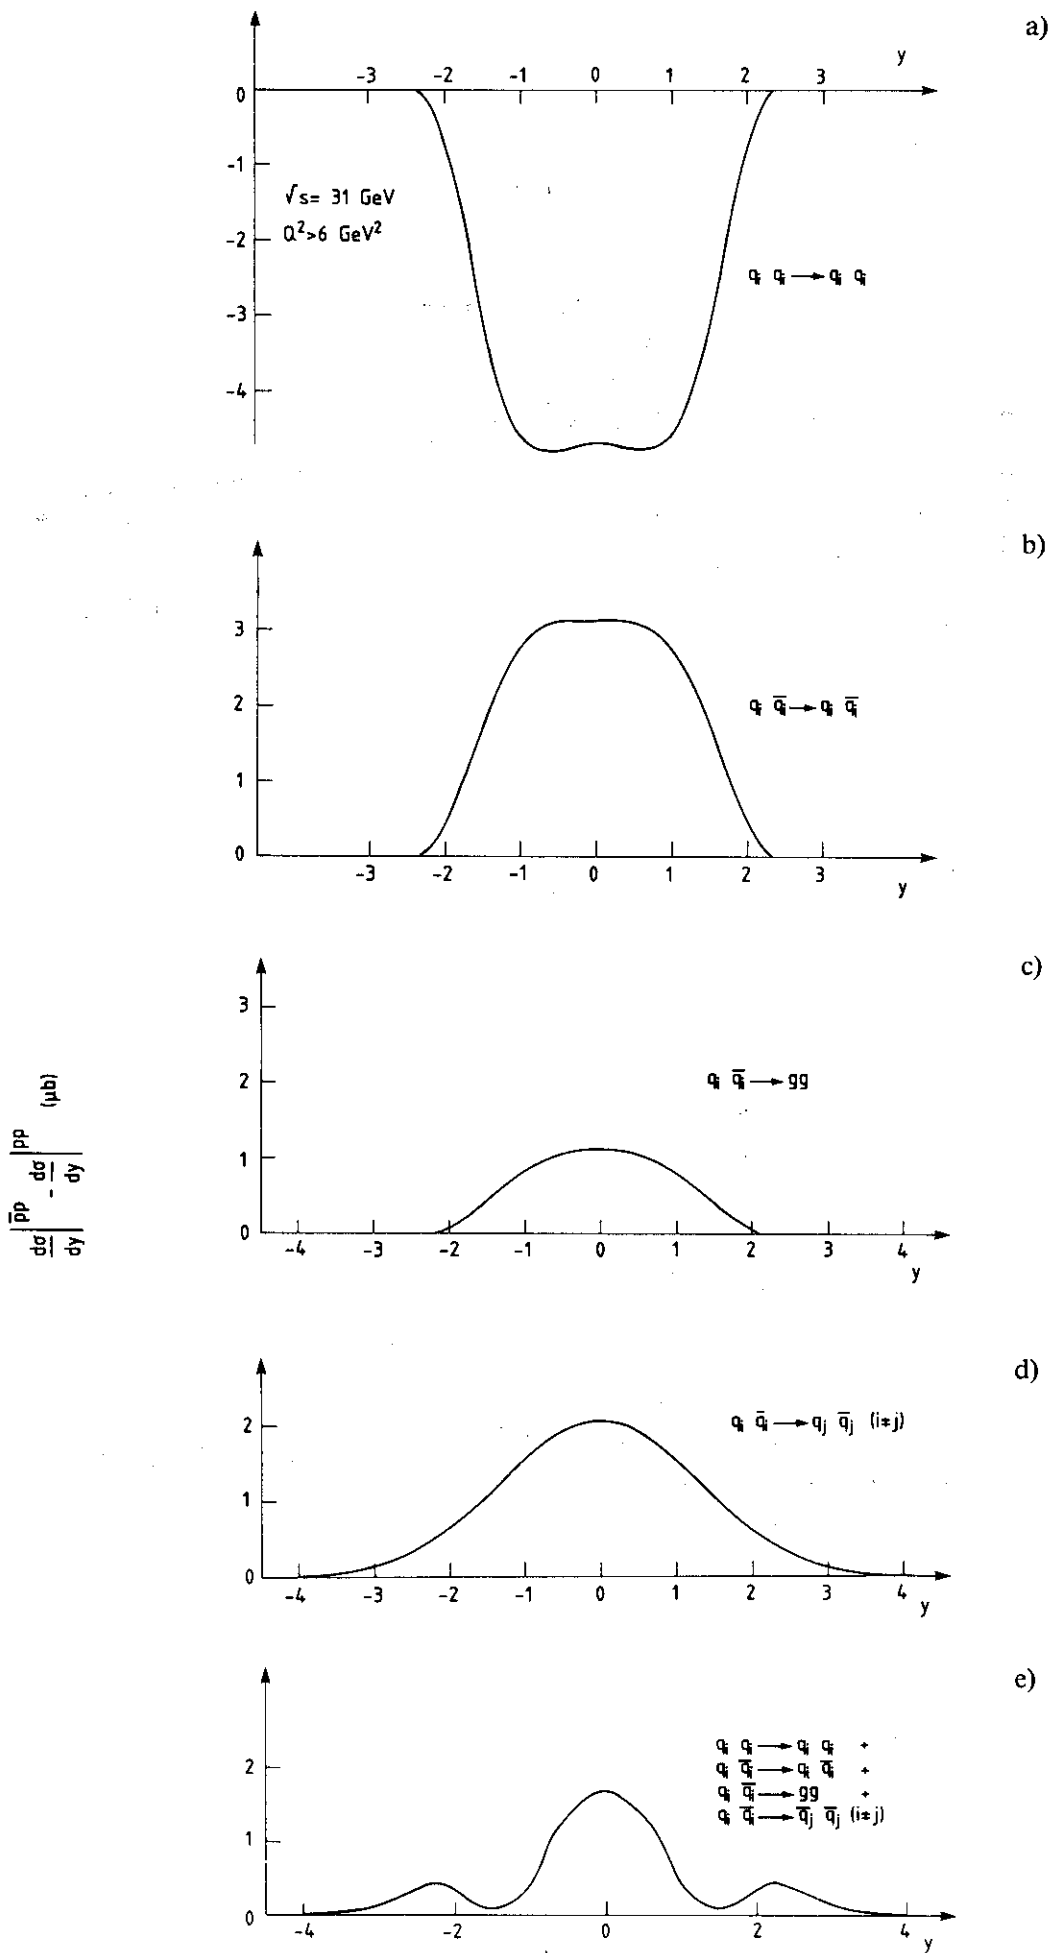 a)
y
-3 -2 -1 0 1 2 3
0
-1
-2
-3
-4
√s= 31 GeV
Q²>6 GeV²
qᵢ qᵢ → qᵢ qᵢ
b)
3
2
1
0
qᵢ q̅ᵢ → qᵢ q̅ᵢ
-3 -2 -1 0 1 2 3
y
c)
3
2
1
0
qᵢ q̅ᵢ → gg
-4 -3 -2 -1 0 1 2 3 4
y
dσ/dy |p̅p - dσ/dy |pp (μb)
d)
2
1
0
qᵢ q̅ᵢ → qⱼ q̅ⱼ (i≠j)
-4 -3 -2 -1 0 1 2 3 4
y
e)
2
1
0
qᵢ qᵢ → qᵢ qᵢ +
qᵢ q̅ᵢ → qᵢ q̅ᵢ +
qᵢ q̅ᵢ → gg +
qᵢ q̅ᵢ → q̅ⱼ q̅ⱼ (i≠j)
-4 -2 0 2 4
y